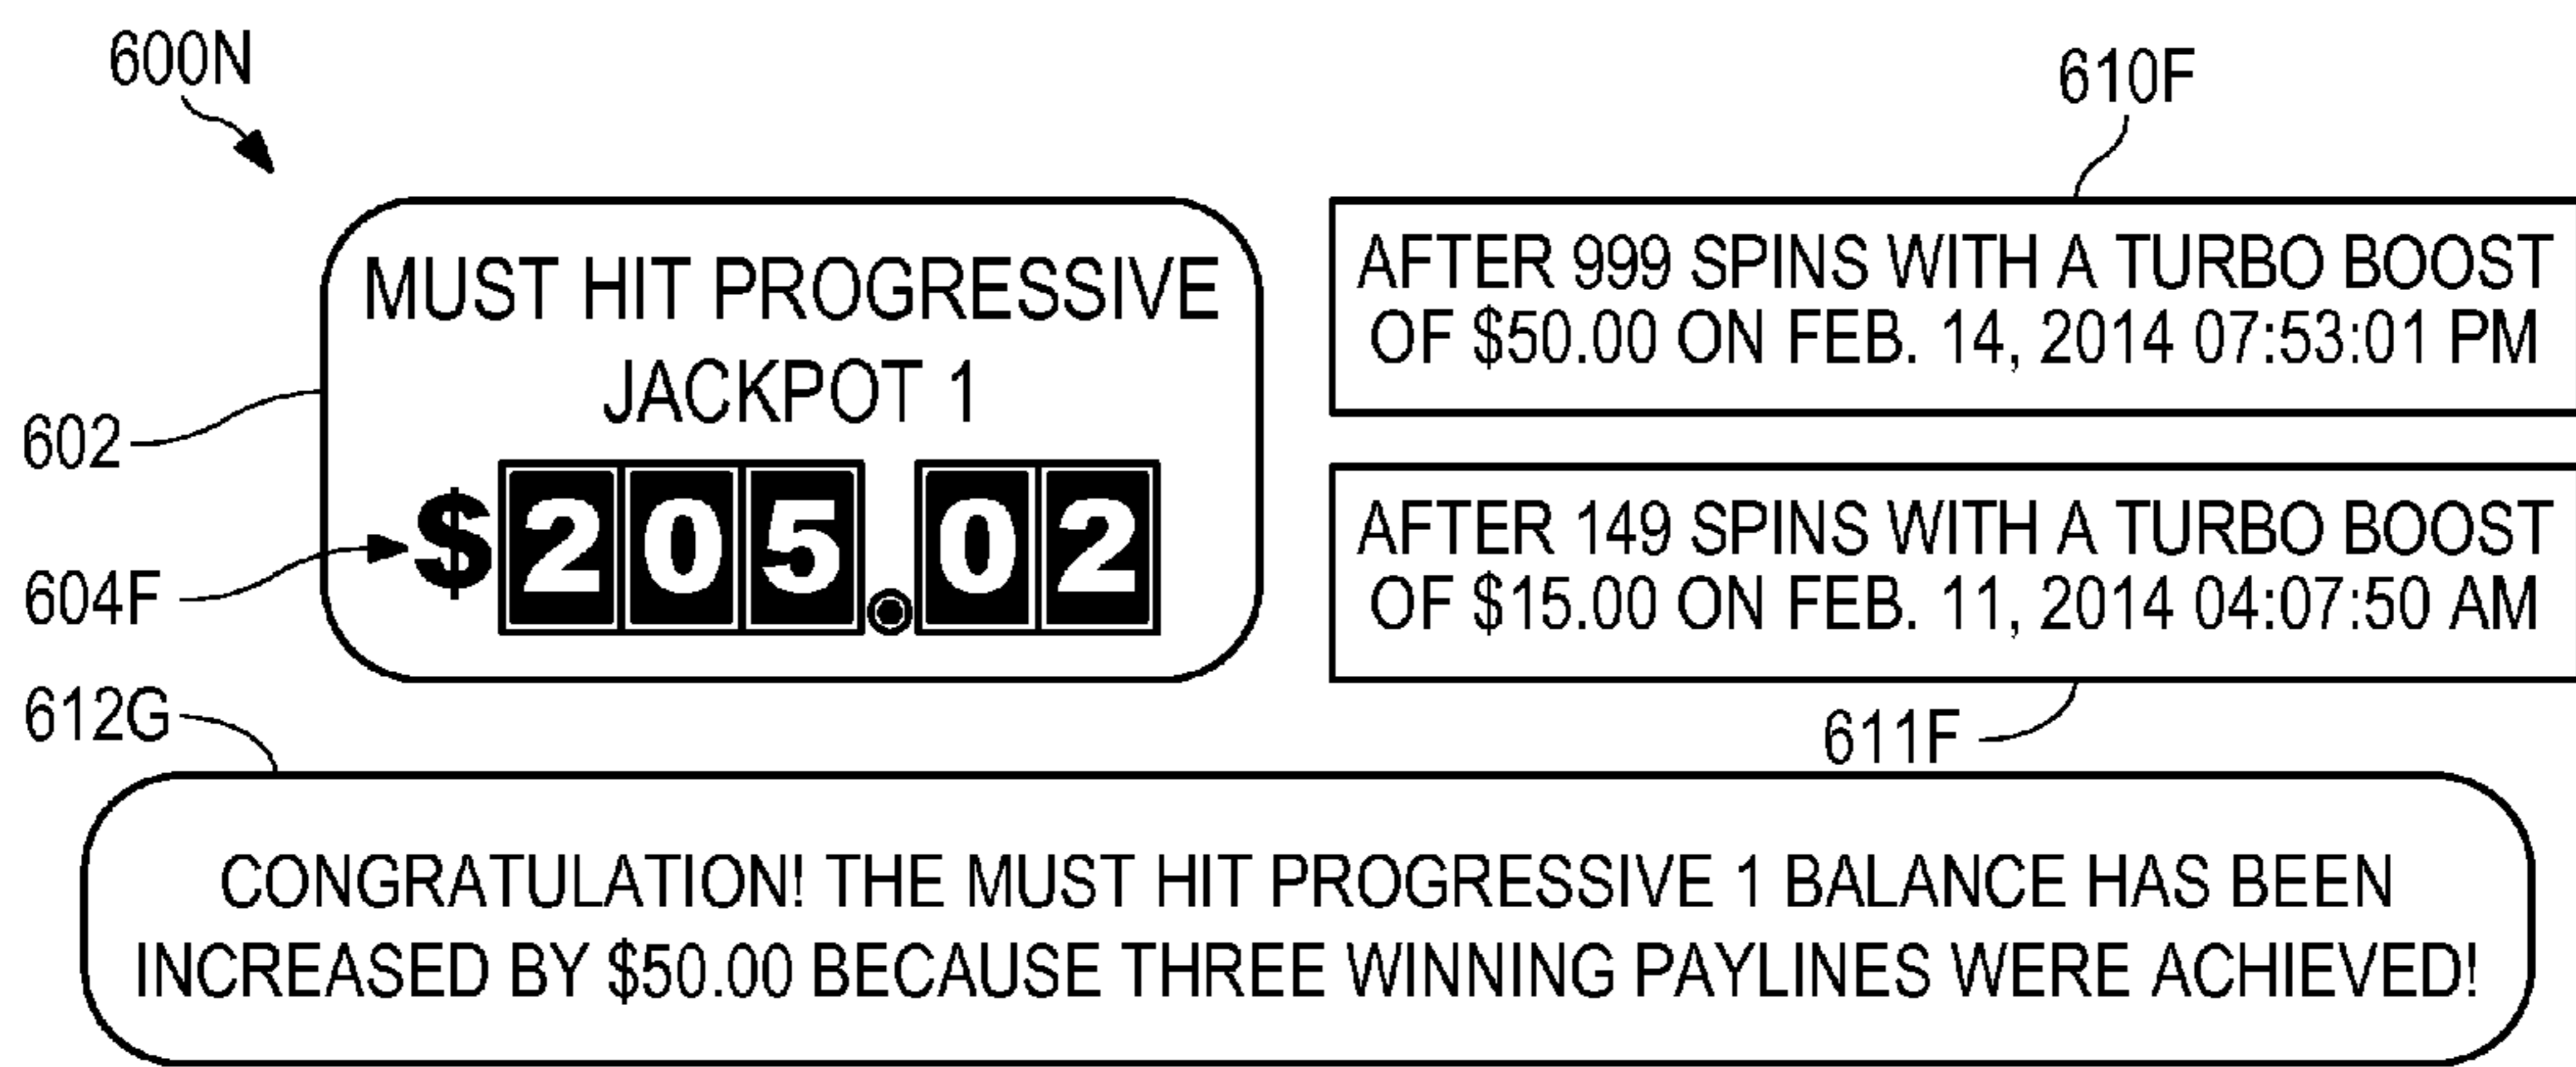 600N
610F
MUST HIT PROGRESSIVE
JACKPOT 1
$205.02
602
604F
AFTER 999 SPINS WITH A TURBO BOOST
OF $50.00 ON FEB. 14, 2014 07:53:01 PM
AFTER 149 SPINS WITH A TURBO BOOST
OF $15.00 ON FEB. 11, 2014 04:07:50 AM
611F
612G
CONGRATULATION! THE MUST HIT PROGRESSIVE 1 BALANCE HAS BEEN
INCREASED BY $50.00 BECAUSE THREE WINNING PAYLINES WERE ACHIEVED!